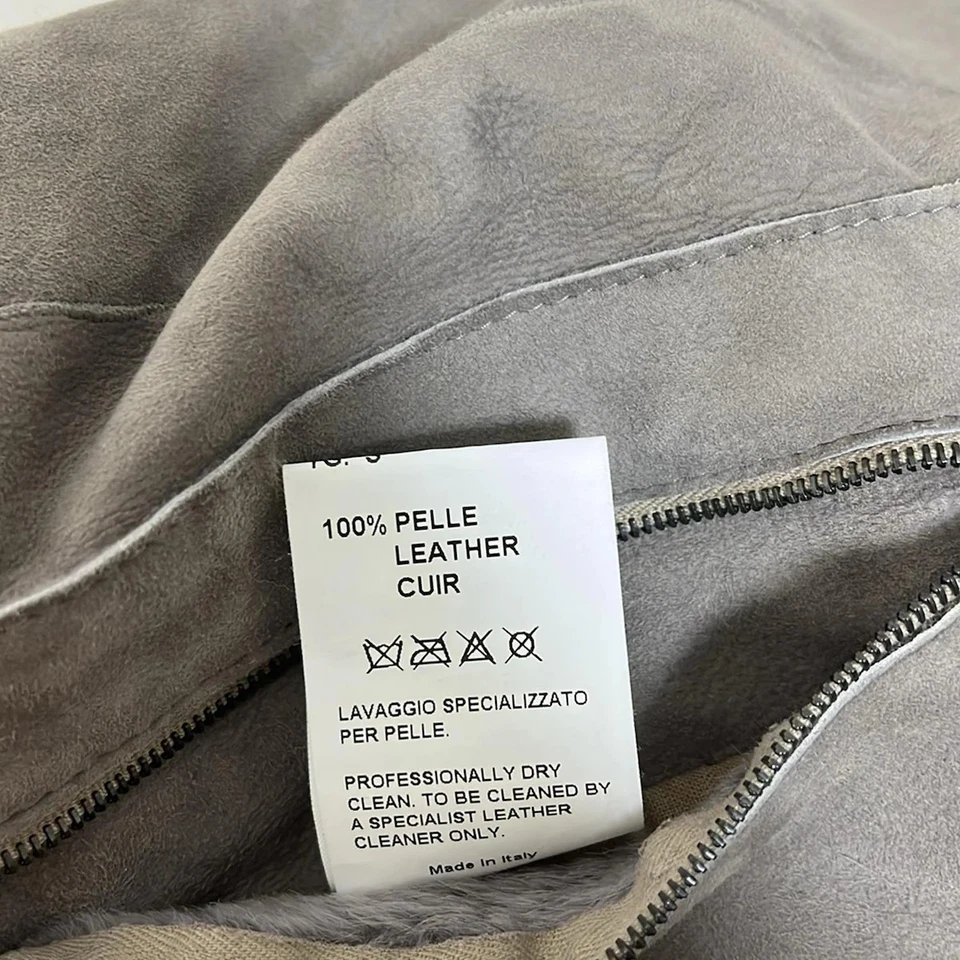 100% PELLE
LEATHER
CUIR
LAVAGGIO SPECIALIZZATO
PER PELLE.
PROFESSIONALLY DRY
CLEAN. TO BE CLEANED BY
A SPECIALIST LEATHER
CLEANER ONLY.
Made in Italy